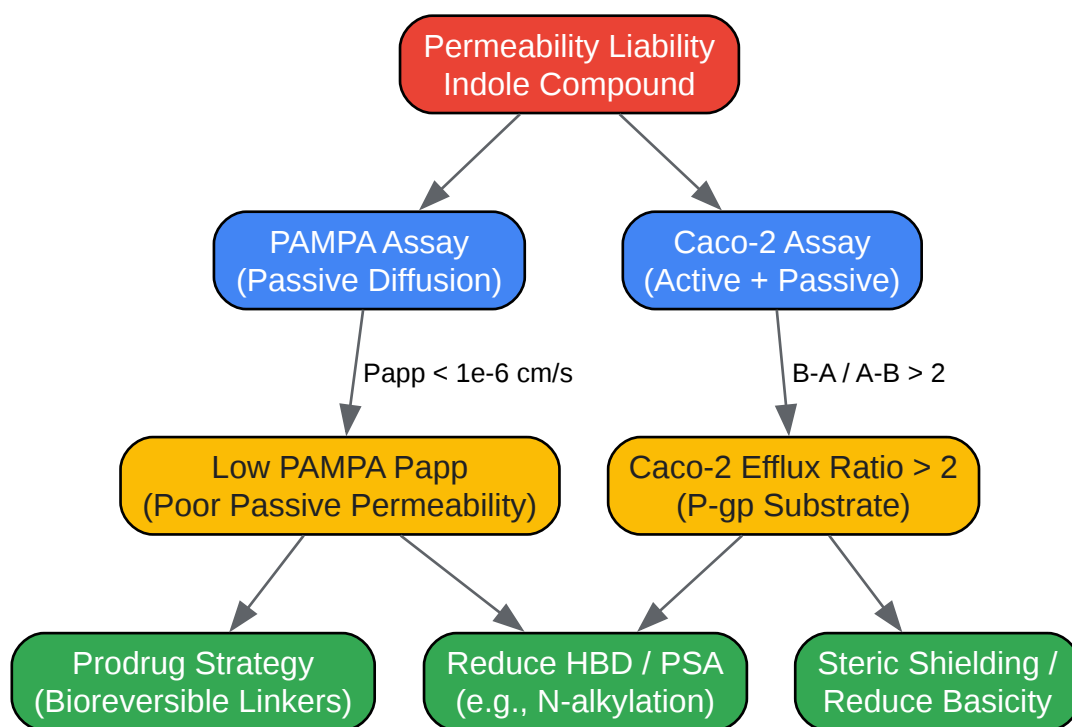 Permeability Liability
Indole Compound
PAMPA Assay
(Passive Diffusion)
Caco-2 Assay
(Active + Passive)
Papp < 1e-6 cm/s
B-A / A-B > 2
Low PAMPA Papp
(Poor Passive Permeability)
Caco-2 Efflux Ratio > 2
(P-gp Substrate)
Prodrug Strategy
(Bioreversible Linkers)
Reduce HBD / PSA
(e.g., N-alkylation)
Steric Shielding /
Reduce Basicity